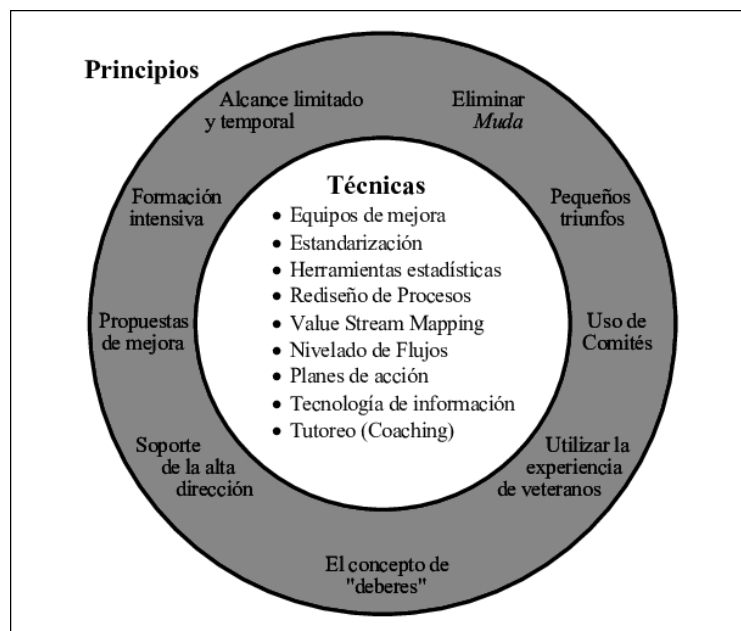 Principios
Alcance limitado
y temporal
Eliminar
Muda
Formación
intensiva
Pequeños
triunfos
Propuestas
de mejora
Uso de
Comités
Soporte
de la alta
dirección
Utilizar la
experiencia
de veteranos
El concepto de
"deberes"
Técnicas
• Equipos de mejora
• Estandarización
• Herramientas estadísticas
• Rediseño de Procesos
• Value Stream Mapping
• Nivelado de Flujos
• Planes de acción
• Tecnología de información
• Tutoreo (Coaching)